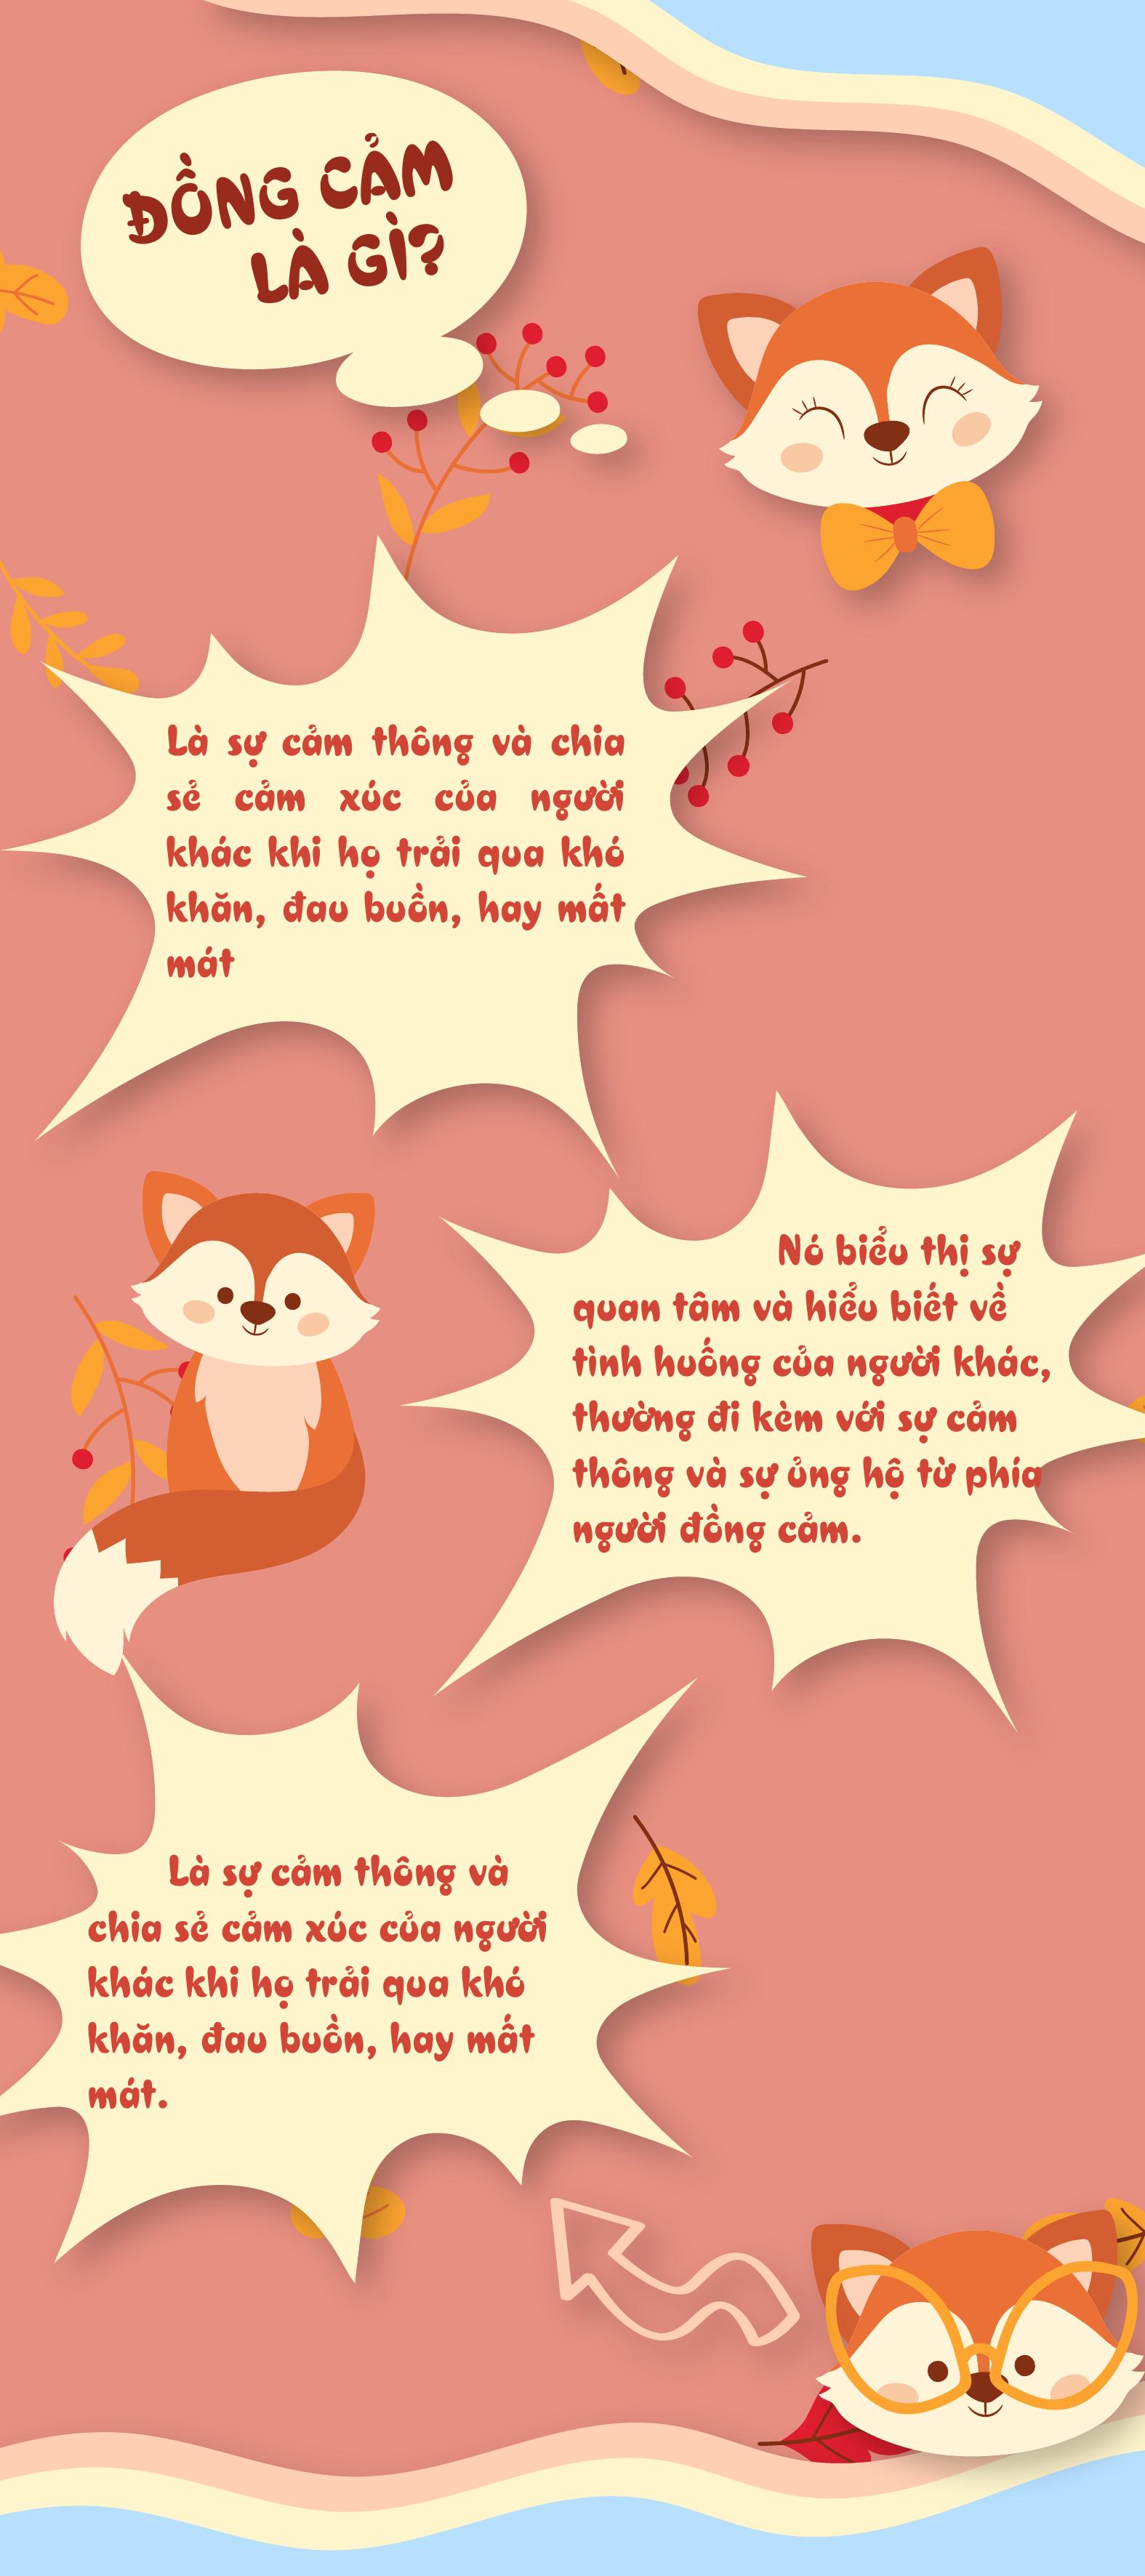 ĐỒNG CẢM
LÀ GÌ?
Là sự cảm thông và chia
sẻ cảm xúc của người
khác khi họ trải qua khó
khăn, đau buồn, hay mất
mát
Nó biểu thị sự
quan tâm và hiểu biết về
tình huống của người khác,
thường đi kèm với sự cảm
thông và sự ủng hộ từ phía
người đồng cảm.
Là sự cảm thông và
chia sẻ cảm xúc của người
khác khi họ trải qua khó
khăn, đau buồn, hay mất
mát.